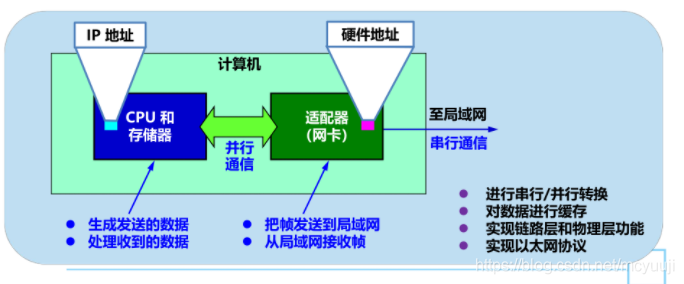 IP 地址
硬件地址
计算机
CPU 和
存储器
适配器
(网卡)
并行
通信
至局域网
串行通信
● 生成发送的数据
● 处理收到的数据
● 把帧发送到局域网
● 从局域网接收帧
● 进行串行/并行转换
● 对数据进行缓存
● 实现链路层和物理层功能
● 实现以太网协议
https://blog.csdn.net/mcyuuji